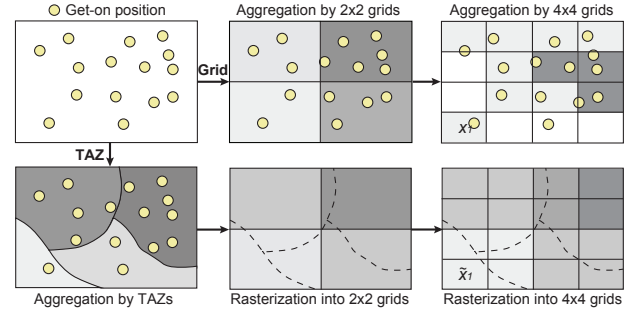 Get-on position
Aggregation by 2x2 grids
Aggregation by 4x4 grids
Grid
x₁
TAZ
x̃₁
Aggregation by TAZs
Rasterization into 2x2 grids
Rasterization into 4x4 grids